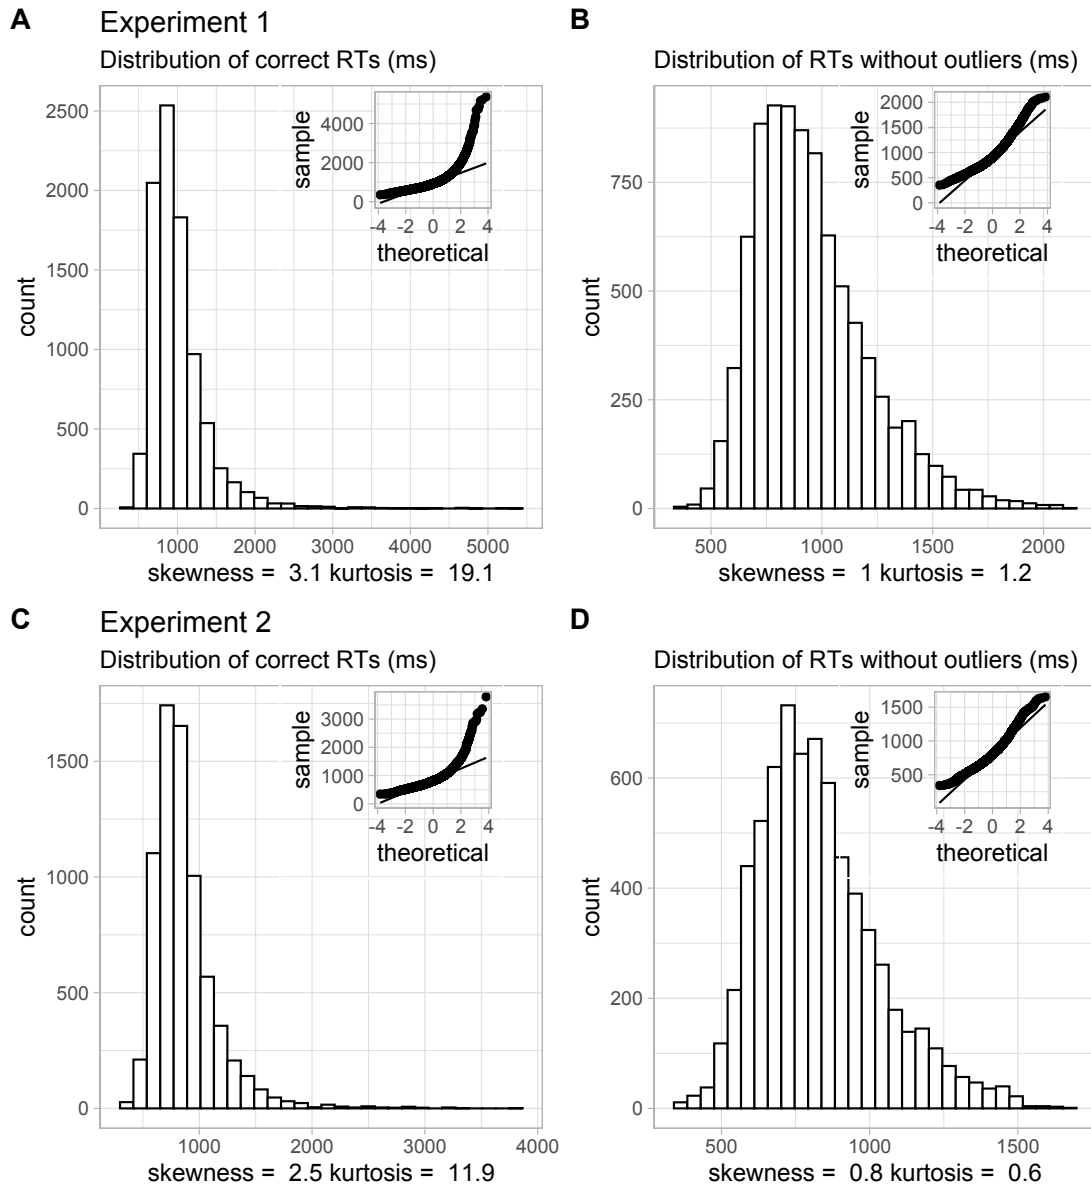 A
Experiment 1
Distribution of correct RTs (ms)
2500
2000
1500
1000
500
0
count
1000 2000 3000 4000 5000
skewness = 3.1 kurtosis = 19.1
4000
2000
0
sample
-4 -2 0 2 4
theoretical
B
Distribution of RTs without outliers (ms)
750
500
250
0
count
500 1000 1500 2000
skewness = 1 kurtosis = 1.2
2000
1500
1000
500
0
sample
-4 -2 0 2 4
theoretical
C
Experiment 2
Distribution of correct RTs (ms)
1500
1000
500
0
count
1000 2000 3000 4000
skewness = 2.5 kurtosis = 11.9
3000
2000
1000
0
sample
-4 -2 0 2 4
theoretical
D
Distribution of RTs without outliers (ms)
600
400
200
0
count
500 1000 1500
skewness = 0.8 kurtosis = 0.6
1500
1000
500
sample
-4 -2 0 2 4
theoretical